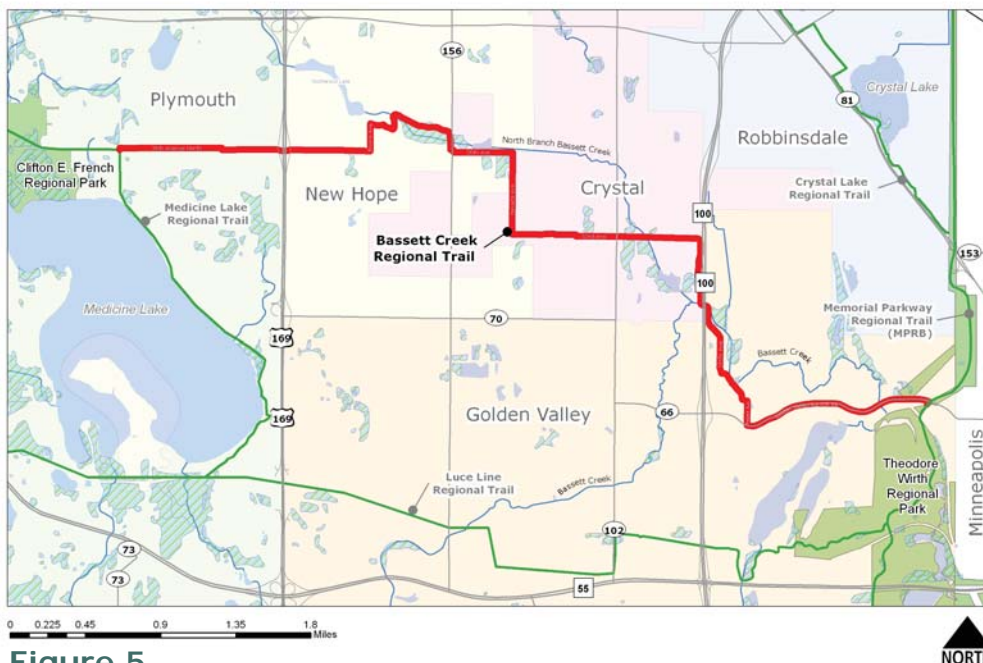 156
Plymouth
81
Crystal Lake
Robbinsdale
North Branch Bassett Creek
Clifton E. French
Regional Park
New Hope
Crystal
Crystal Lake
Regional Trail
Medicine Lake
Regional Trail
100
Bassett Creek
Regional Trail
153
100
Medicine Lake
Memorial Parkway
Regional Trail
(MPRB)
70
169
Bassett Creek
Golden Valley
66
169
Minneapolis
Theodore
Wirth
Regional
Park
Luce Line
Regional Trail
Bassett Creek
102
73
73
55
0 0.225 0.45 0.9 1.35 1.8
Miles
NORTH
Figure 5